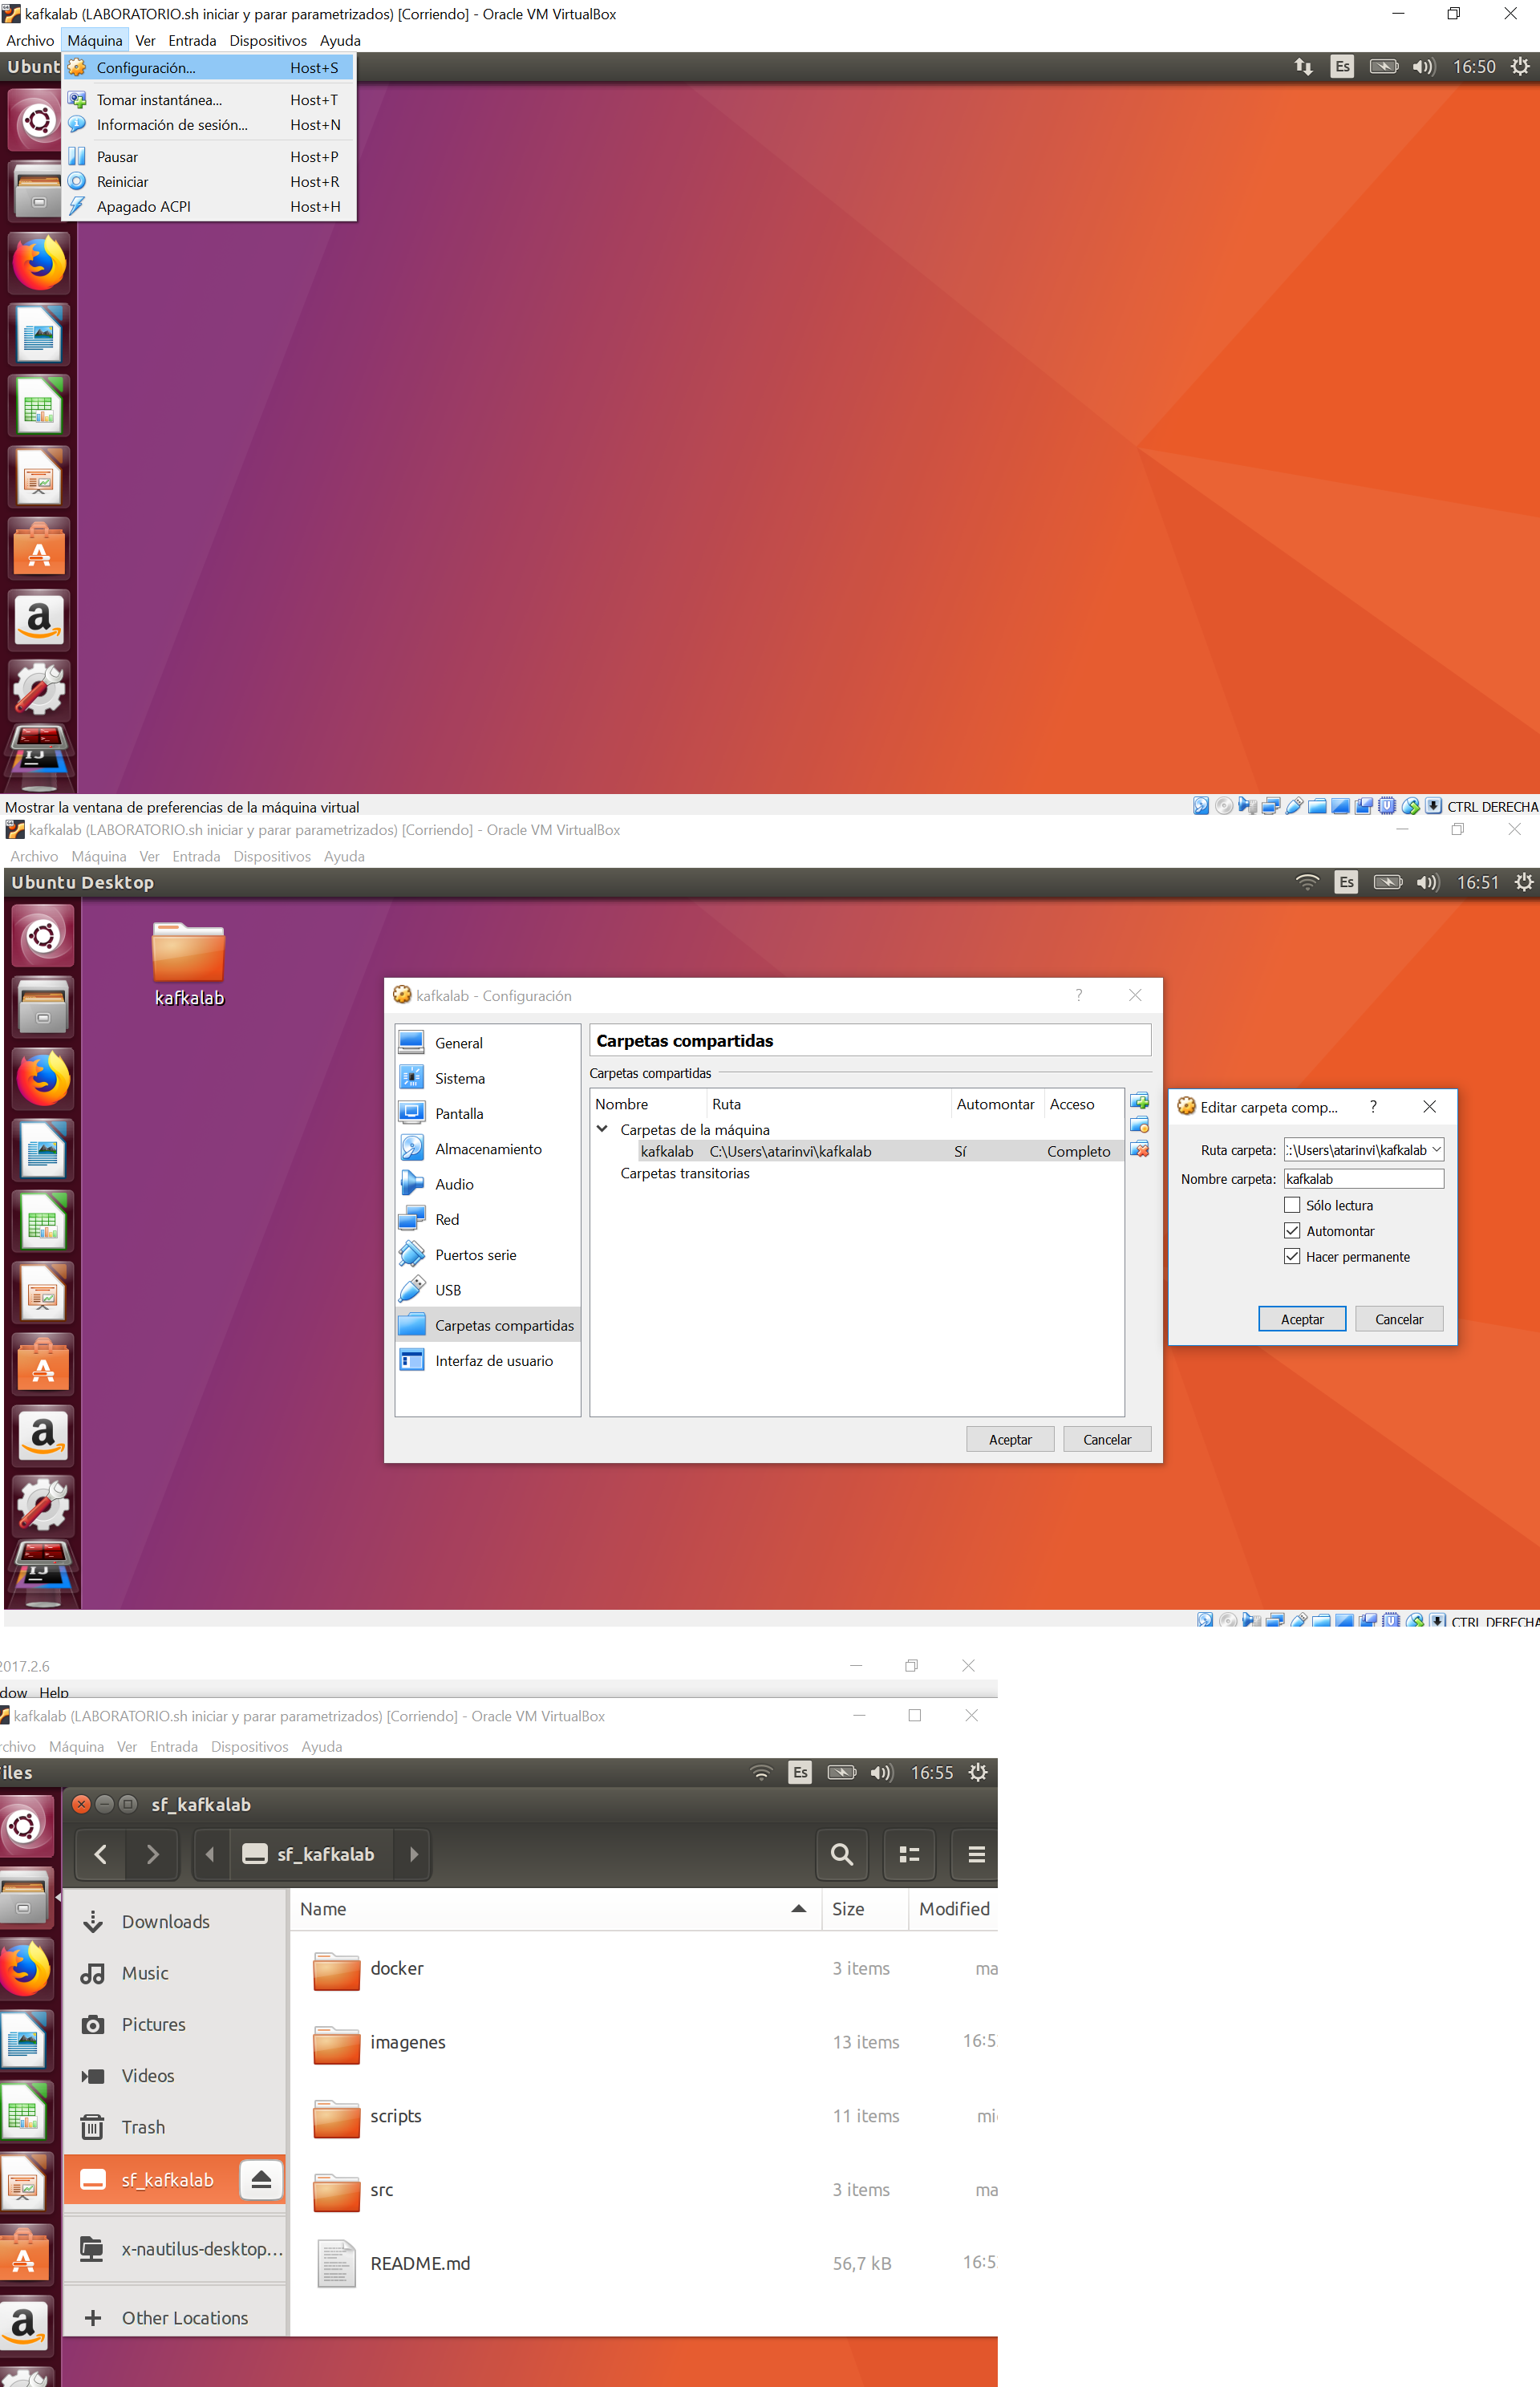 kafkalab (LABORATORIO.sh iniciar y parar parametrizados) [Corriendo] - Oracle VM VirtualBox
Archivo Máquina Ver Entrada Dispositivos Ayuda
Ubunt Es 16:50
Configuración... Host+S
Tomar instantánea... Host+T
Información de sesión... Host+N
Pausar Host+P
Reiniciar Host+R
Apagado ACPI Host+H
Mostrar la ventana de preferencias de la máquina virtual CTRL DERECHA
kafkalab (LABORATORIO.sh iniciar y parar parametrizados) [Corriendo] - Oracle VM VirtualBox
Archivo Máquina Ver Entrada Dispositivos Ayuda
Ubuntu Desktop Es 16:51
kafkalab
kafkalab - Configuración
General
Sistema
Pantalla
Almacenamiento
Audio
Red
Puertos serie
USB
Carpetas compartidas
Interfaz de usuario
Carpetas compartidas
Carpetas compartidas
Nombre Ruta Automontar Acceso
Carpetas de la máquina
kafkalab C:\Users\atarinvi\kafkalab Sí Completo
Carpetas transitorias
Aceptar Cancelar
Editar carpeta comp...
Ruta carpeta: :\Users\atarinvi\kafkalab
Nombre carpeta: kafkalab
Sólo lectura
Automontar
Hacer permanente
Aceptar Cancelar
CTRL DERECHA
2017.2.6
dow Help
kafkalab (LABORATORIO.sh iniciar y parar parametrizados) [Corriendo] - Oracle VM VirtualBox
rchivo Máquina Ver Entrada Dispositivos Ayuda
iles Es 16:55
sf_kafkalab
sf_kafkalab
Downloads
Music
Pictures
Videos
Trash
sf_kafkalab
x-nautilus-desktop...
Other Locations
Name Size Modified
docker 3 items ma
imagenes 13 items 16:5
scripts 11 items mi
src 3 items ma
README.md 56,7 kB 16:5